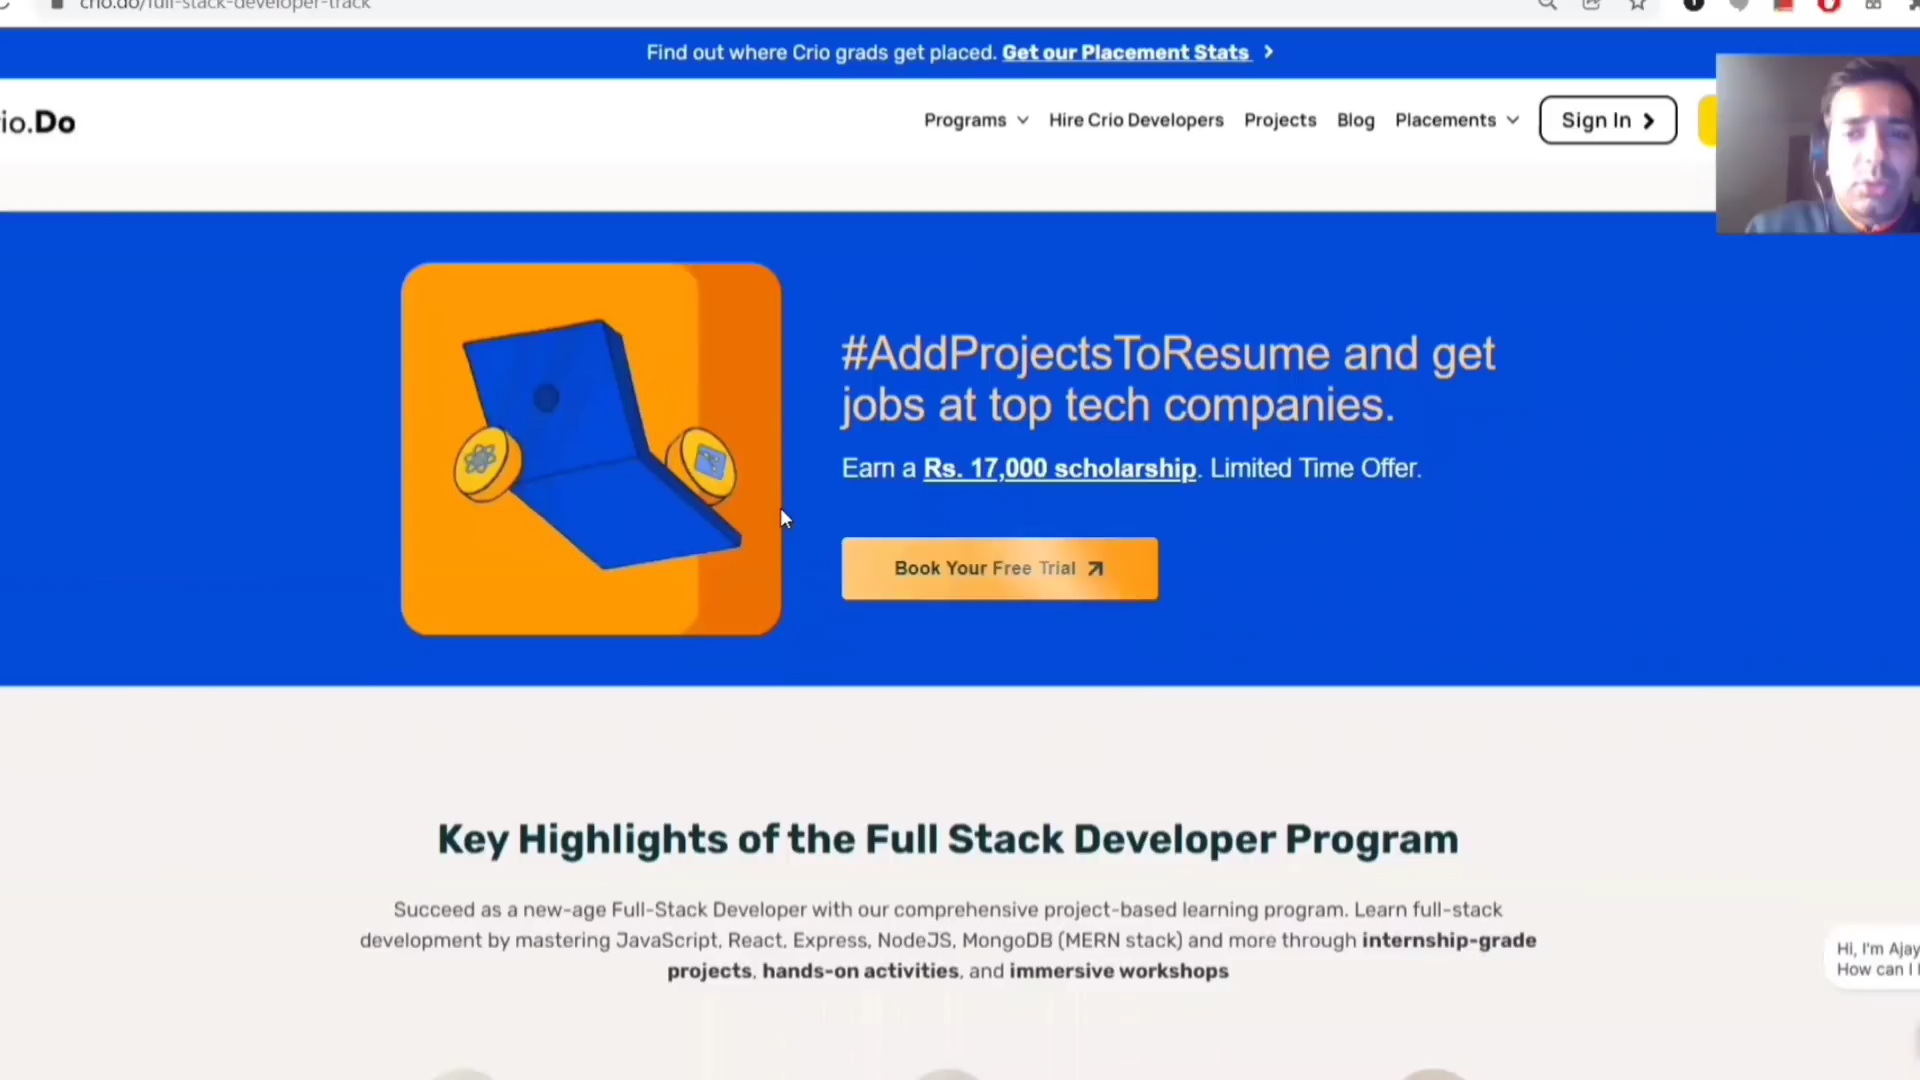 crio.do/full-stack-developer-track
Find out where Crio grads get placed. Get our Placement Stats
io.Do
Programs Hire Crio Developers Projects Blog Placements Sign In
#AddProjectsToResume and get
jobs at top tech companies.
Earn a Rs. 17,000 scholarship. Limited Time Offer.
Book Your Free Trial
Key Highlights of the Full Stack Developer Program
Succeed as a new-age Full-Stack Developer with our comprehensive project-based learning program. Learn full-stack
development by mastering JavaScript, React, Express, NodeJS, MongoDB (MERN stack) and more through internship-grade
projects, hands-on activities, and immersive workshops
Hi, I'm Ajay
How can I